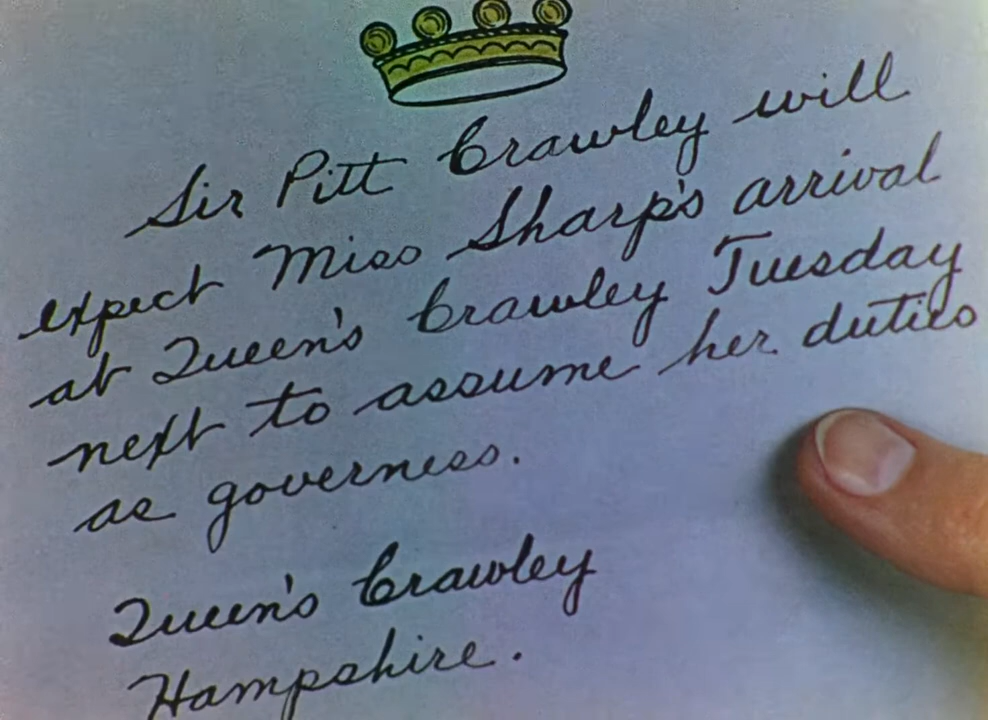 Sir Pitt Crawley will
expect Miss Sharp's arrival
at Queen's Crawley Tuesday
next to assume her duties
as governess.
Queen's Crawley
Hampshire.